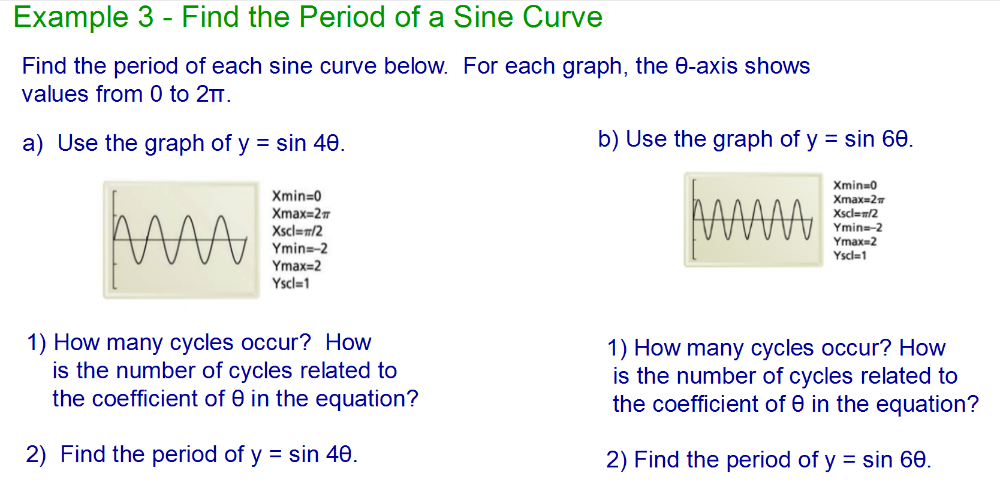 Example 3 - Find the Period of a Sine Curve
Find the period of each sine curve below.  For each graph, the θ-axis shows
values from 0 to 2π.
a)  Use the graph of y = sin 4θ.
Xmin=0
Xmax=2π
Xscl=π/2
Ymin=−2
Ymax=2
Yscl=1
1) How many cycles occur?  How
is the number of cycles related to
the coefficient of θ in the equation?
2)  Find the period of y = sin 4θ.
b) Use the graph of y = sin 6θ.
Xmin=0
Xmax=2π
Xscl=π/2
Ymin=−2
Ymax=2
Yscl=1
1) How many cycles occur? How
is the number of cycles related to
the coefficient of θ in the equation?
2) Find the period of y = sin 6θ.